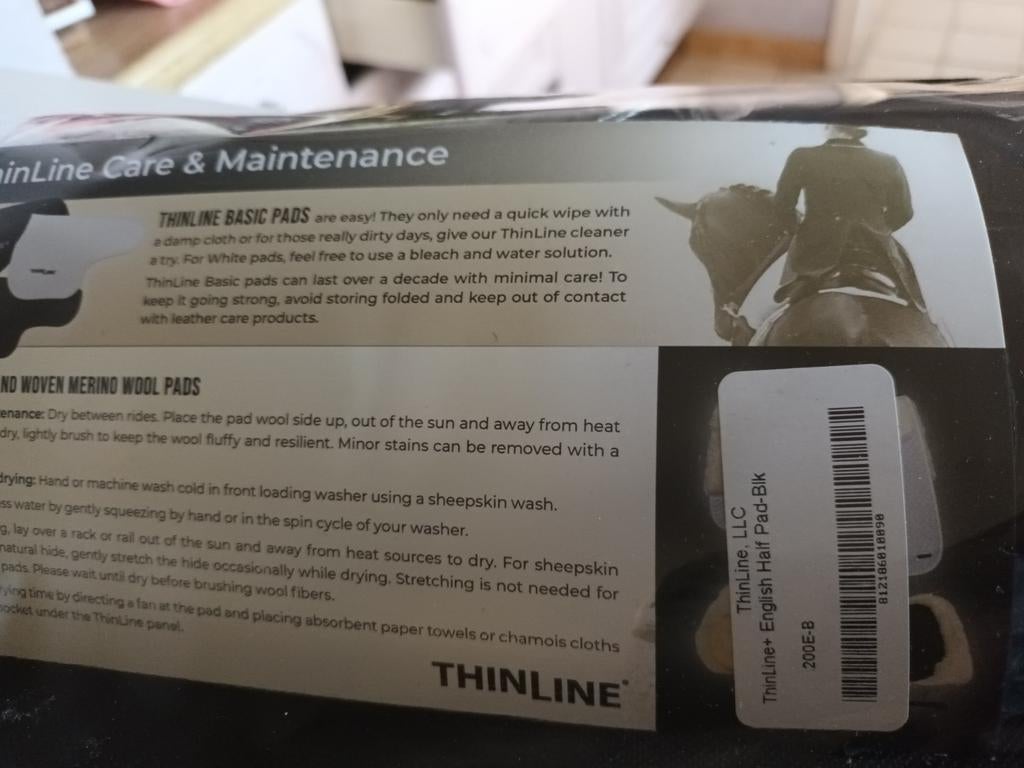 inLine Care & Maintenance
THINLINE BASIC PADS are easy! They only need a quick wipe with
a damp cloth or for those really dirty days, give our ThinLine cleaner
a try. For White pads, feel free to use a bleach and water solution.
ThinLine Basic pads can last over a decade with minimal care! To
keep it going strong, avoid storing folded and keep out of contact
with leather care products.
ND WOVEN MERINO WOOL PADS
enance: Dry between rides. Place the pad wool side up, out of the sun and away from heat
dry, lightly brush to keep the wool fluffy and resilient. Minor stains can be removed with a
drying: Hand or machine wash cold in front loading washer using a sheepskin wash.
ss water by gently squeezing by hand or in the spin cycle of your washer.
g, lay over a rack or rail out of the sun and away from heat sources to dry. For sheepskin
natural hide, gently stretch the hide occasionally while drying. Stretching is not needed for
pads. Please wait until dry before brushing wool fibers.
rying time by directing a fan at the pad and placing absorbent paper towels or chamois cloths
pocket under the ThinLine panel.
THINLINE®
ThinLine, LLC
ThinLine+ English Half Pad-Blk
200E-B
812186010090